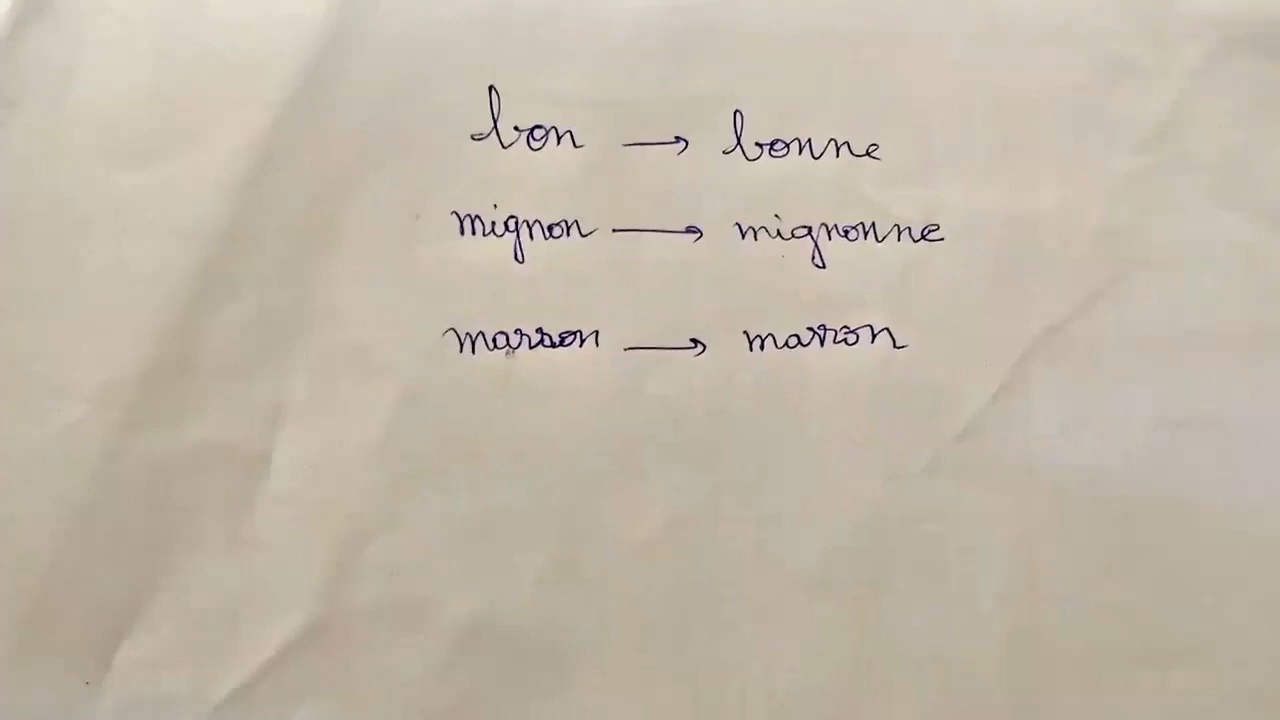 bon → bonne
mignon → mignonne
marron → marron